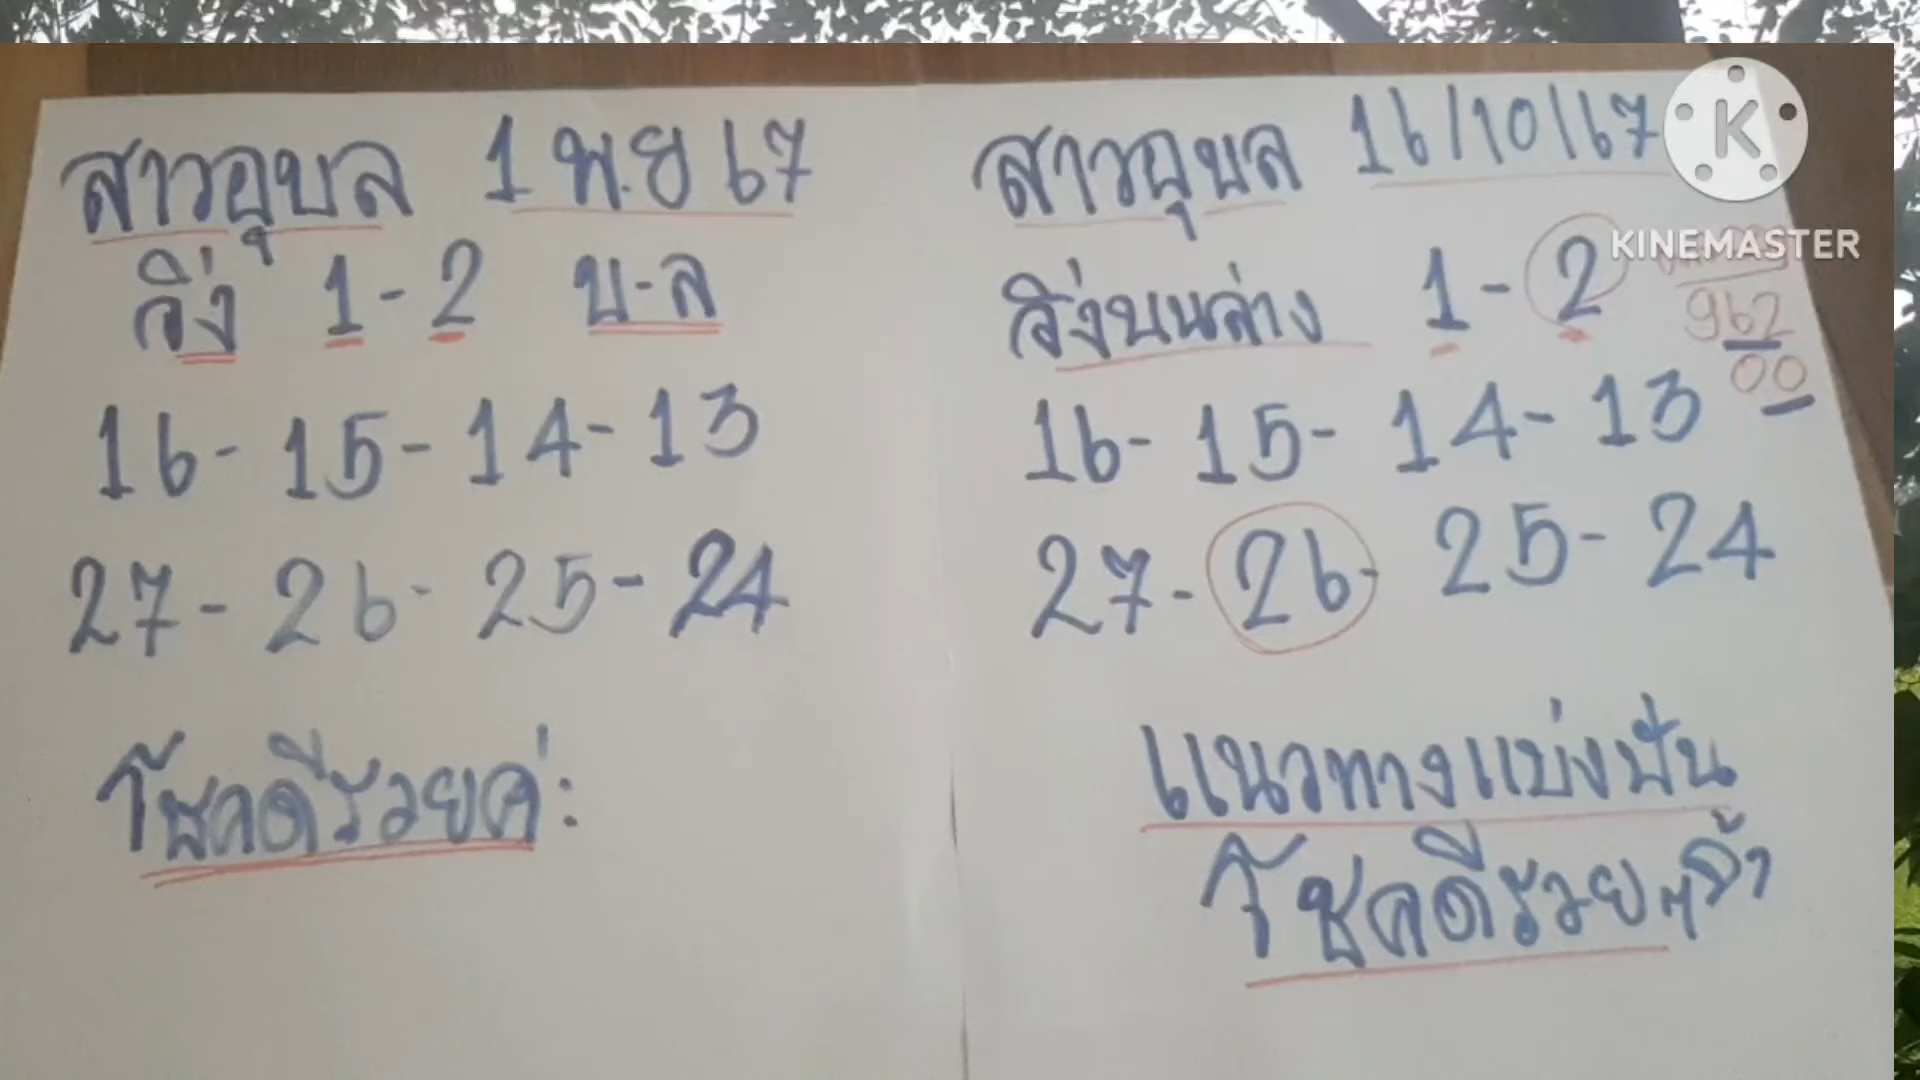 สาวอุบล 1 พ.ย 67
วิ่ง 1-2 บ-ล
16-15-14-13
27-26-25-24
โชคดีรวยค่ะ
สาวอุบล 16/10/67
วิ่งบนล่าง 1-2
962
00
16-15-14-13
27-26-25-24
แนวทางแบ่งปัน
โชคดีรวยๆจ้า
KINEMASTER